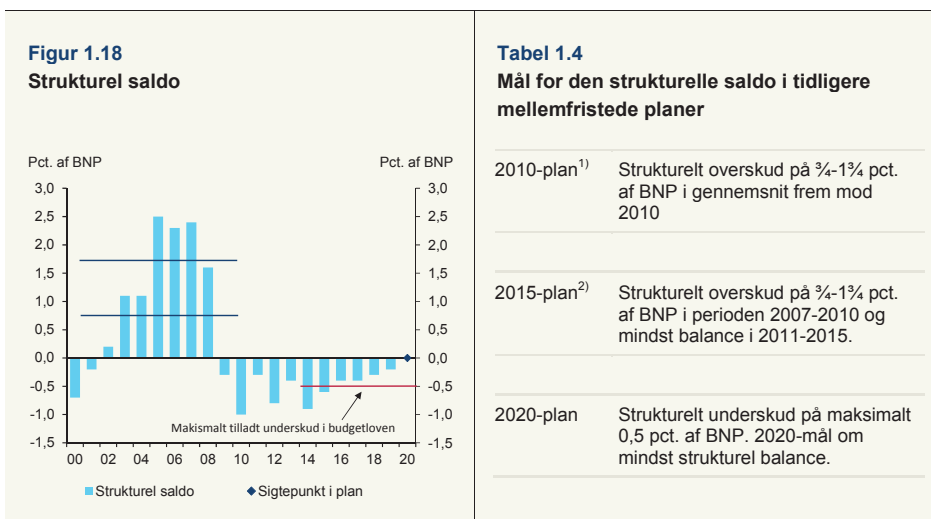 Figur 1.18
Strukturel saldo
Pct. af BNP
Pct. af BNP
3,0
2,5
2,0
1,5
1,0
0,5
0,0
-0,5
-1,0
-1,5
3,0
2,5
2,0
1,5
1,0
0,5
0,0
-0,5
-1,0
-1,5
Makismalt tilladt underskud i budgetloven
00 02 04 06 08 10 12 14 16 18 20
Strukturel saldo
Sigtepunkt i plan
Tabel 1.4
Mål for den strukturelle saldo i tidligere
mellemfristede planer
2010-plan1) Strukturelt overskud på ¾-1¾ pct.
af BNP i gennemsnit frem mod
2010
2015-plan2) Strukturelt overskud på ¾-1¾ pct.
af BNP i perioden 2007-2010 og
mindst balance i 2011-2015.
2020-plan Strukturelt underskud på maksimalt
0,5 pct. af BNP. 2020-mål om
mindst strukturel balance.